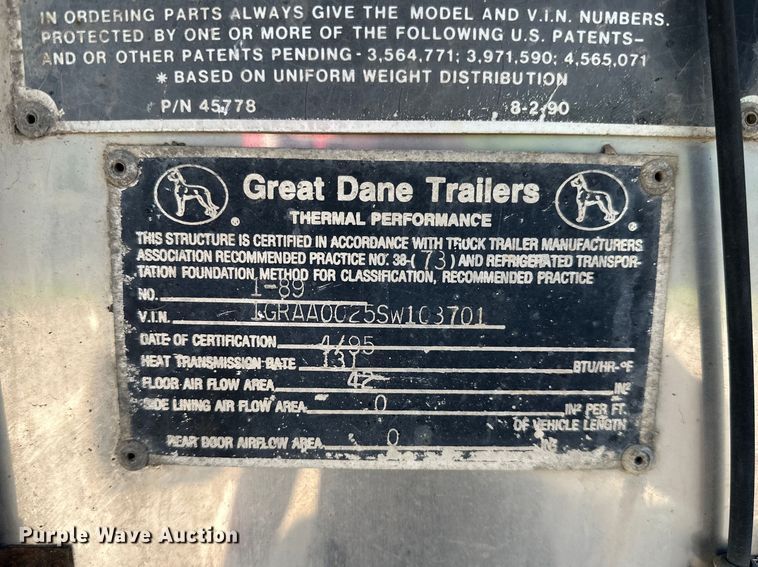 IN ORDERING PARTS ALWAYS GIVE THE MODEL AND V.I.N. NUMBERS.
PROTECTED BY ONE OR MORE OF THE FOLLOWING U.S. PATENTS—
AND OR OTHER PATENTS PENDING - 3,564,771; 3,971,590; 4,565,071
* BASED ON UNIFORM WEIGHT DISTRIBUTION
P/N 45778 8-2-90
Great Dane Trailers
® ®
THERMAL PERFORMANCE
THIS STRUCTURE IS CERTIFIED IN ACCORDANCE WITH TRUCK TRAILER MANUFACTURERS
ASSOCIATION RECOMMENDED PRACTICE NO. 38-(73) AND REFRIGERATED TRANSPOR-
TATION FOUNDATION METHOD FOR CLASSIFICATION, RECOMMENDED PRACTICE
NO. 1-89
V.I.N. 1GRAA0025SW103701
DATE OF CERTIFICATION 4/95
HEAT TRANSMISSION RATE 131 BTU/HR-°F
FLOOR AIR FLOW AREA 42 IN²
SIDE LINING AIR FLOW AREA 0 IN² PER FT.
OF VEHICLE LENGTH
REAR DOOR AIRFLOW AREA 0 IN²
Purple Wave Auction